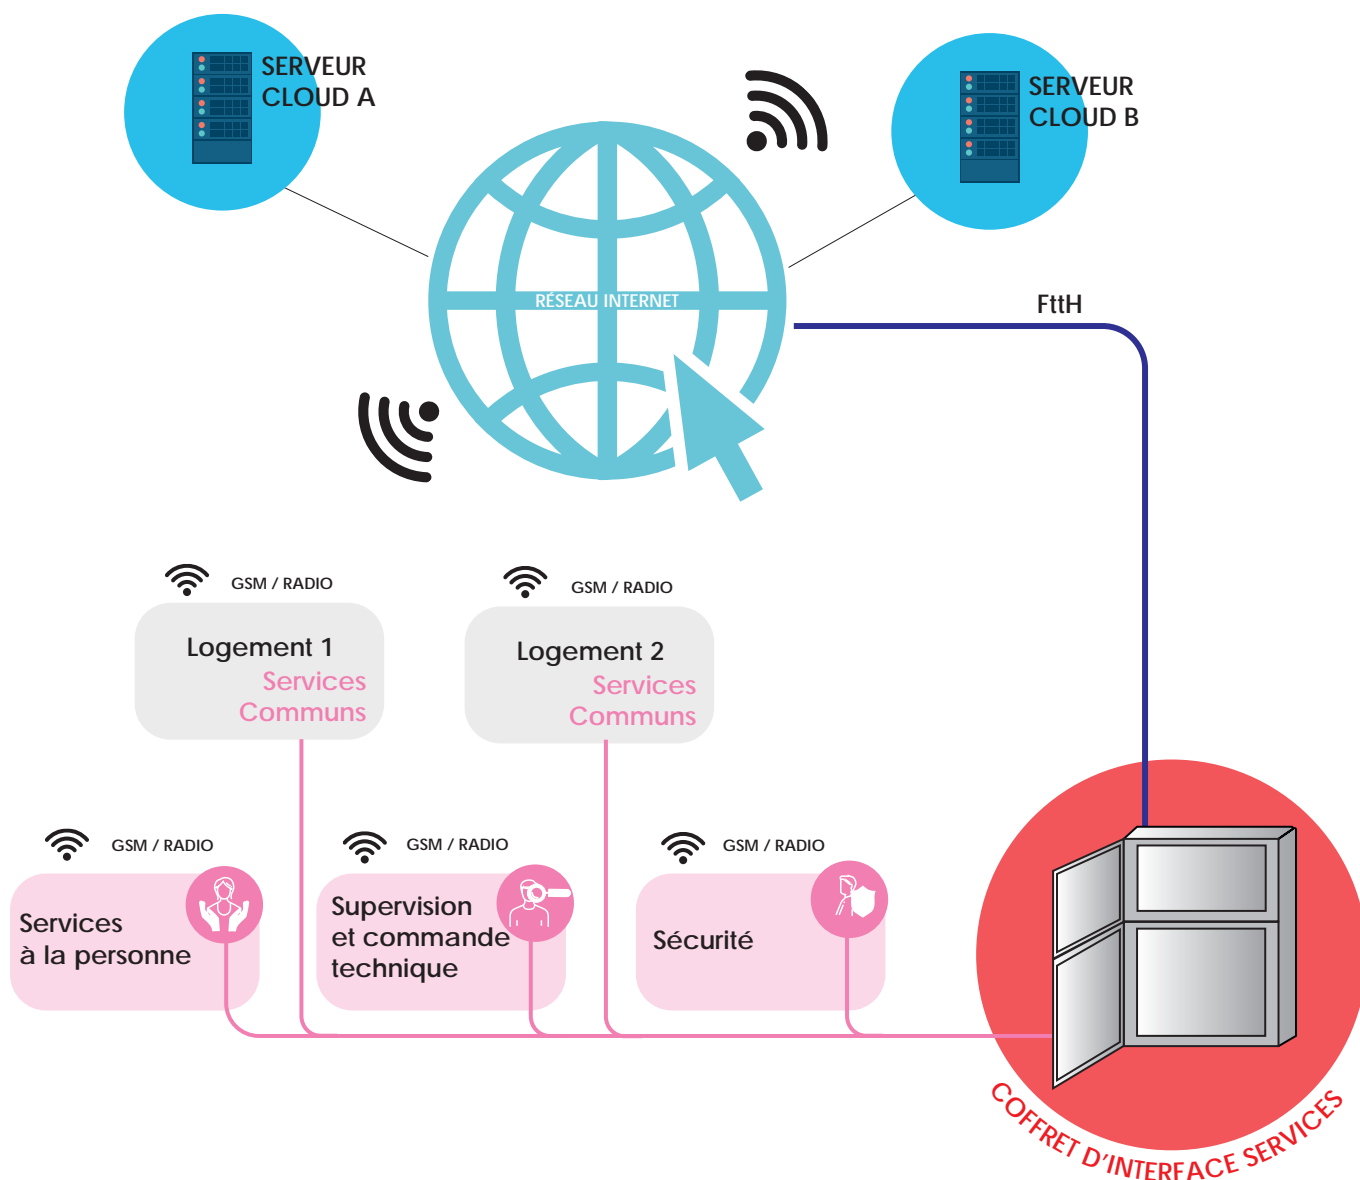 SERVEUR
CLOUD A
SERVEUR
CLOUD B
RÉSEAU INTERNET
FttH
GSM / RADIO
Logement 1
Services
Communs
GSM / RADIO
Logement 2
Services
Communs
GSM / RADIO
Services
à la personne
GSM / RADIO
Supervision
et commande
technique
GSM / RADIO
Sécurité
COFFRET D'INTERFACE SERVICES